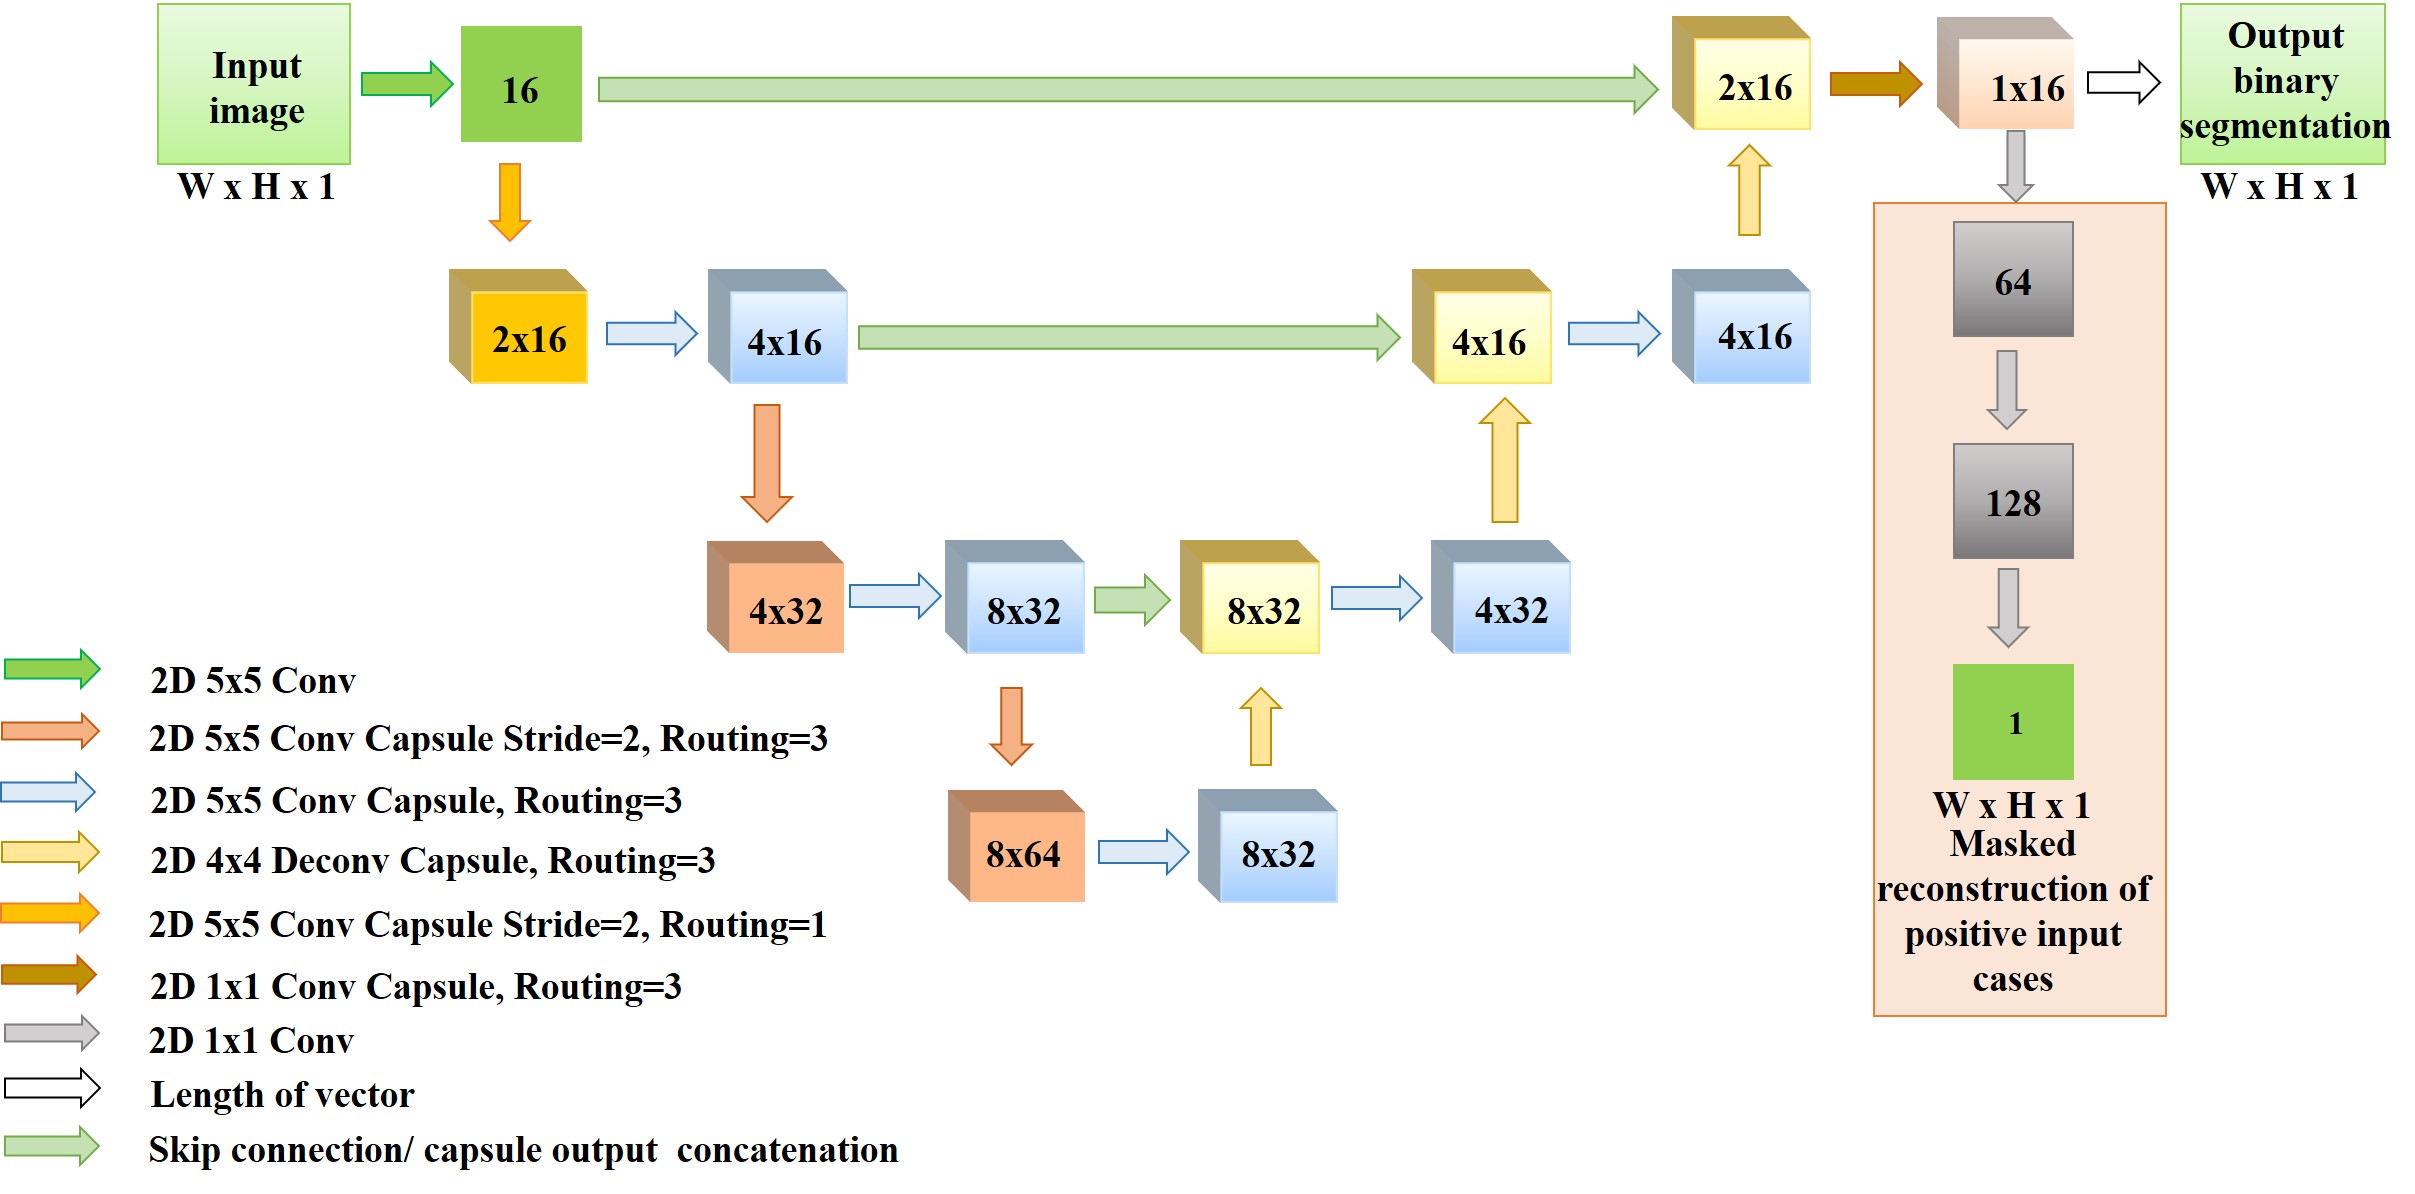 Input
image
W x H x 1
16
2x16
1x16
Output
binary
segmentation
W x H x 1
2x16
4x16
4x16
4x16
4x32
8x32
8x32
4x32
8x64
8x32
64
128
1
W x H x 1
Masked
reconstruction of
positive input
cases
2D 5x5 Conv
2D 5x5 Conv Capsule Stride=2, Routing=3
2D 5x5 Conv Capsule, Routing=3
2D 4x4 Deconv Capsule, Routing=3
2D 5x5 Conv Capsule Stride=2, Routing=1
2D 1x1 Conv Capsule, Routing=3
2D 1x1 Conv
Length of vector
Skip connection/ capsule output concatenation